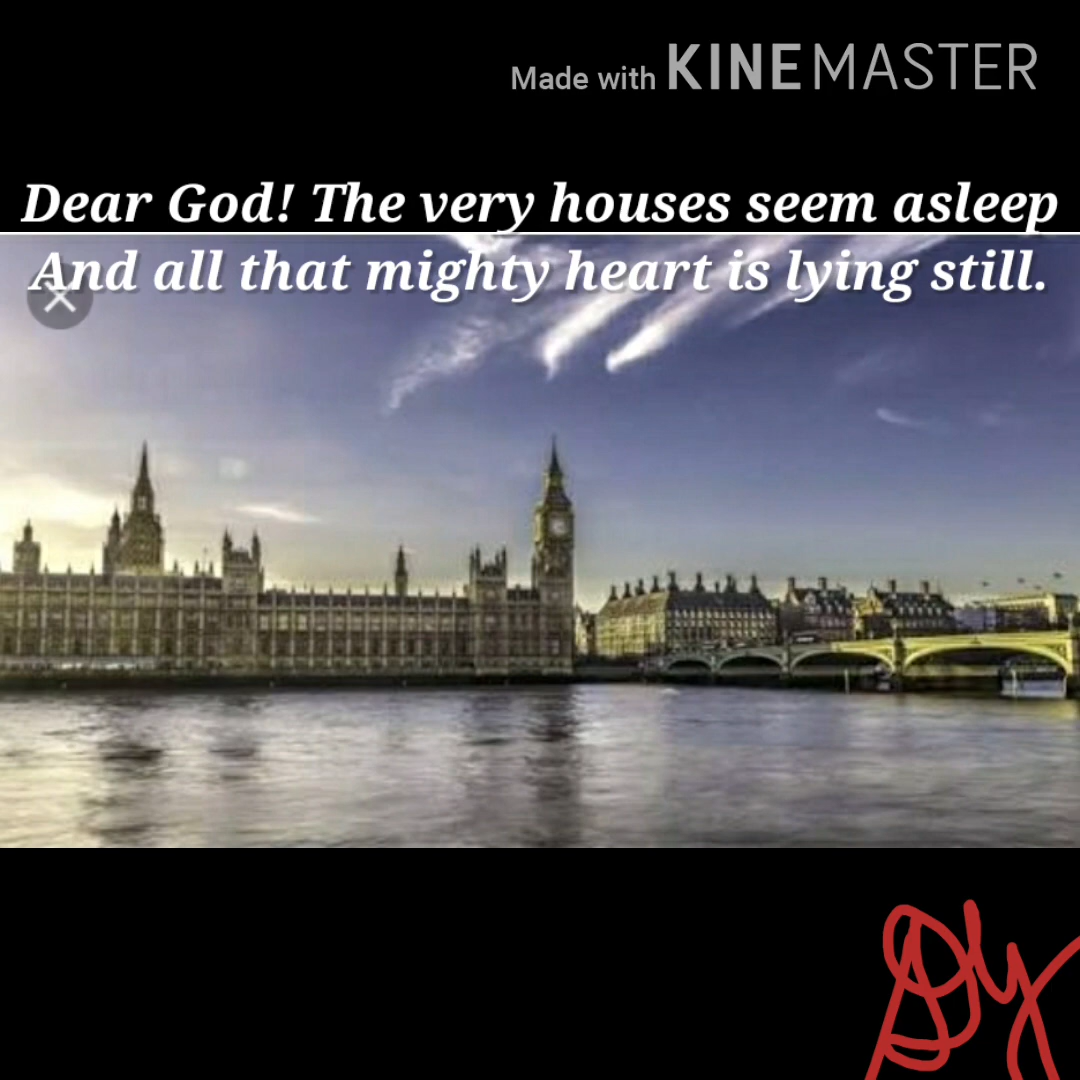 Made with KINEMASTER
Dear God! The very houses seem asleep
And all that mighty heart is lying still.